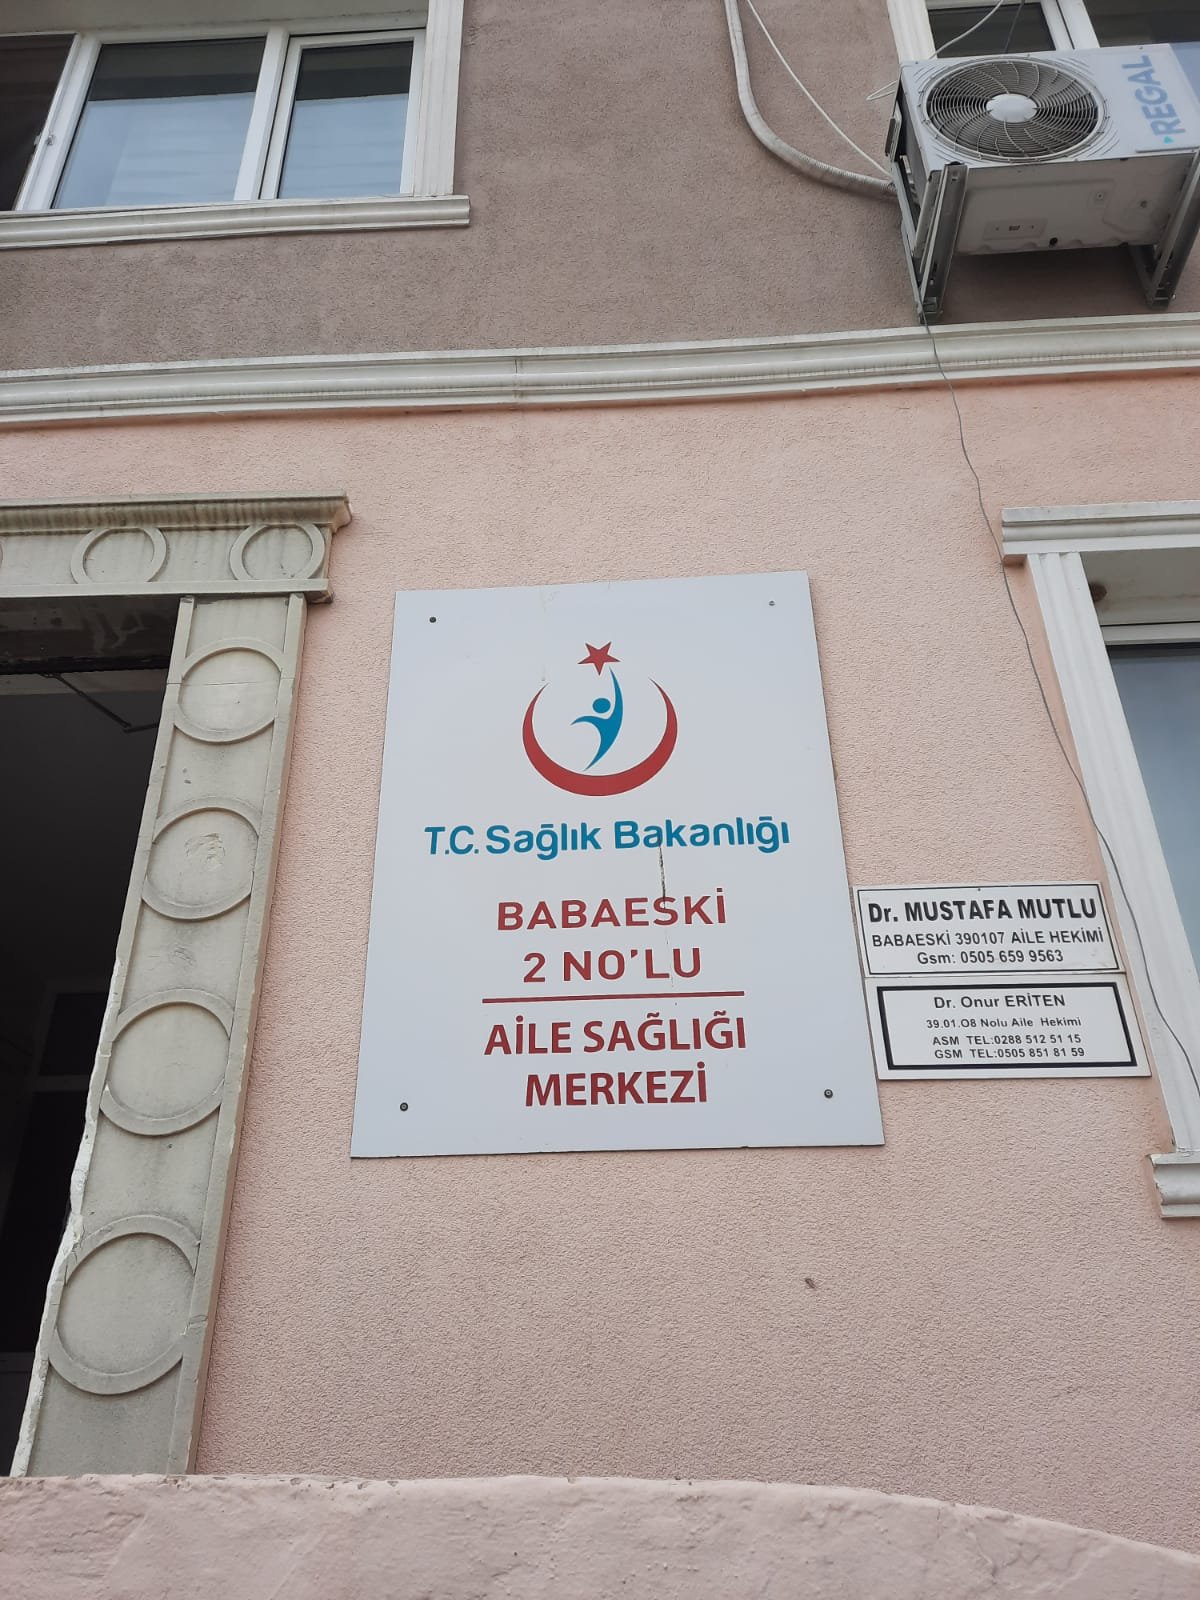 REGAL
T.C. Sağlık Bakanlığı
BABAESKİ
2 NO'LU
AİLE SAĞLIĞI
MERKEZİ
Dr. MUSTAFA MUTLU
BABAESKİ 390107 AİLE HEKİMİ
Gsm: 0505 659 9563
Dr. Onur ERİTEN
39.01.O8 Nolu Aile Hekimi
ASM TEL:0288 512 51 15
GSM TEL:0505 851 81 59